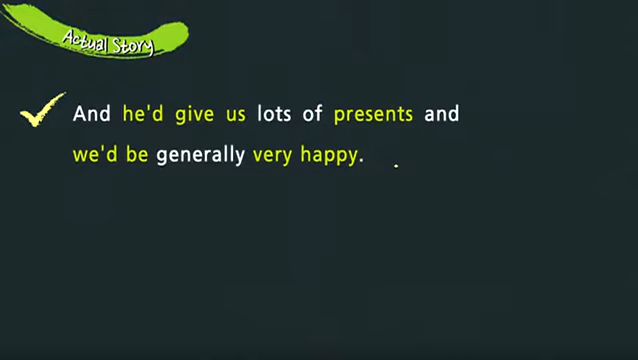 Actual Story
And he'd give us lots of presents and
we'd be generally very happy.